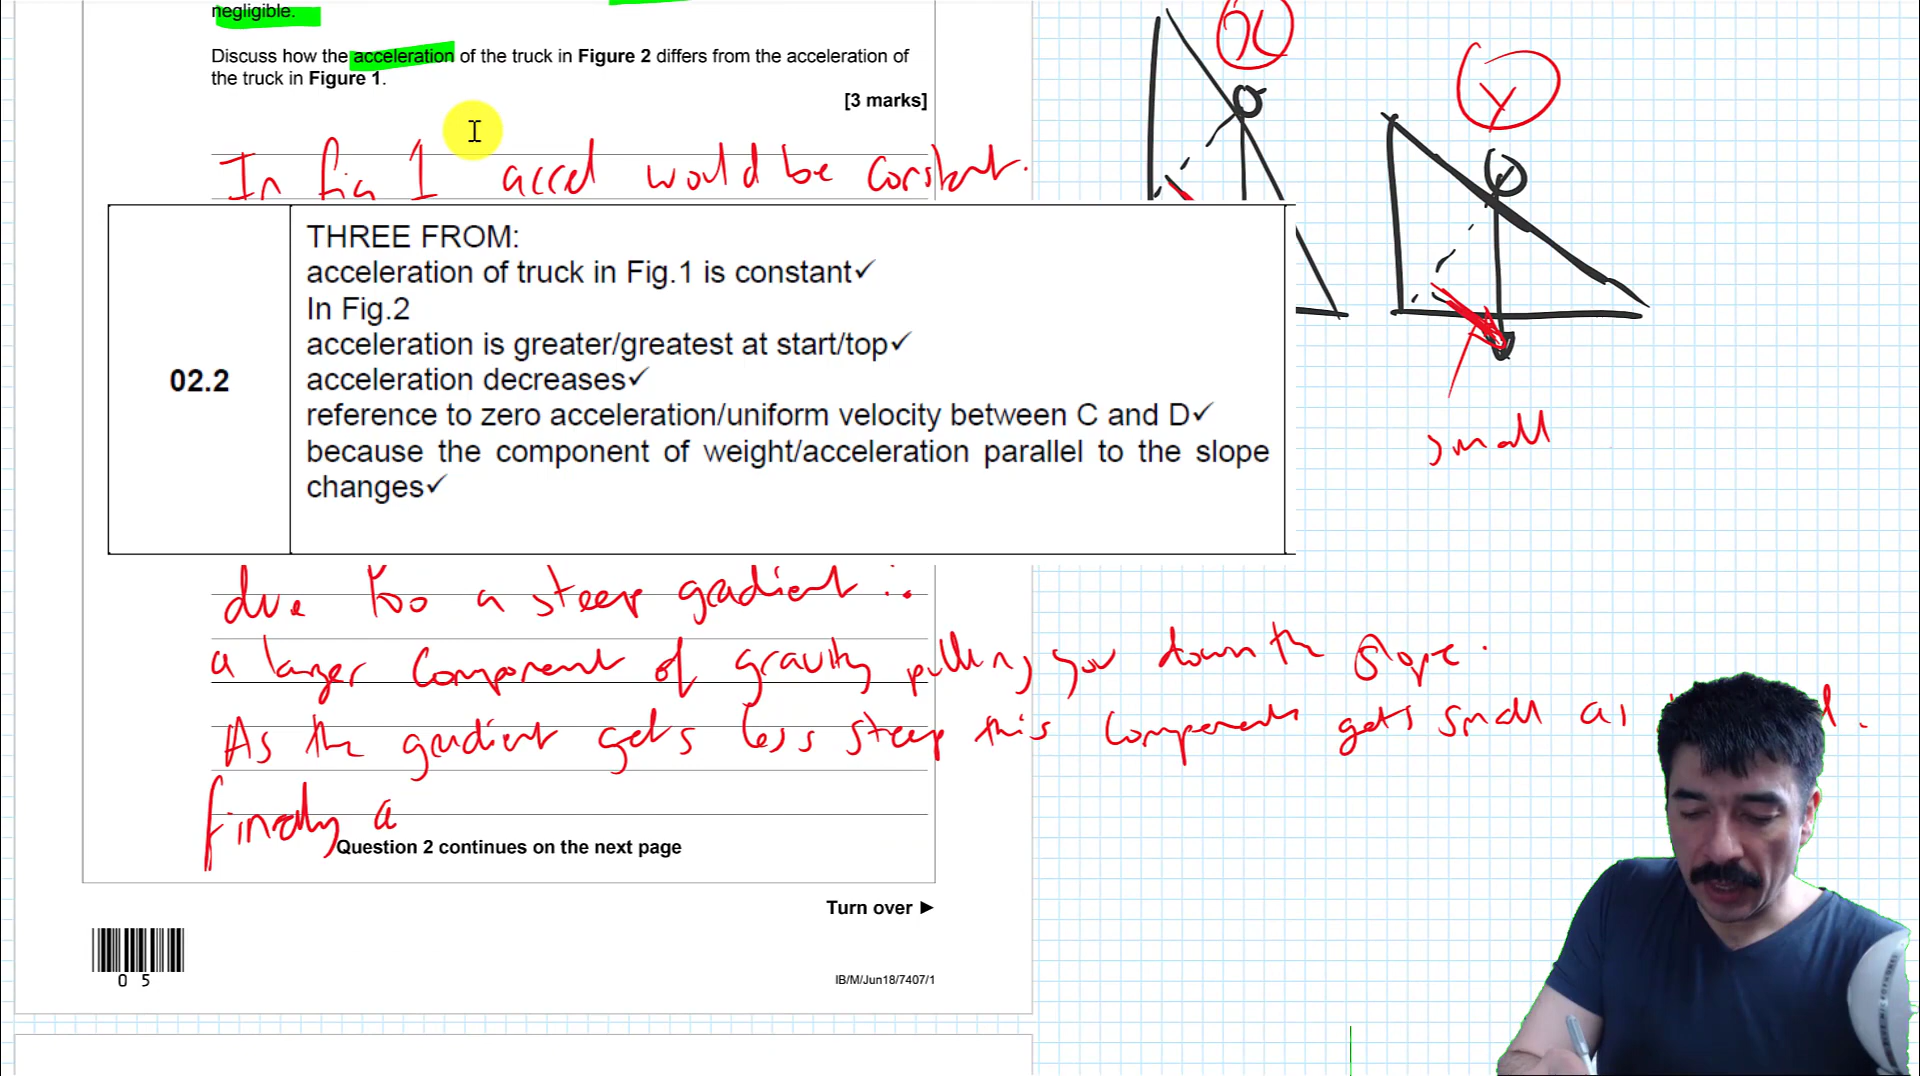 negligible.
Discuss how the acceleration of the truck in Figure 2 differs from the acceleration of
the truck in Figure 1.
[3 marks]
In fig 1 accel would be constant.
02.2
THREE FROM:
acceleration of truck in Fig.1 is constant✓
In Fig.2
acceleration is greater/greatest at start/top✓
acceleration decreases✓
reference to zero acceleration/uniform velocity between C and D✓
because the component of weight/acceleration parallel to the slope
changes✓
due too a steep gradient ∴
a larger component of gravity pulling you down the slope.
As the gradient gets less steep this component gets small as
finally a
Question 2 continues on the next page
Turn over ►
0 5
IB/M/Jun18/7407/1
X
Y
small